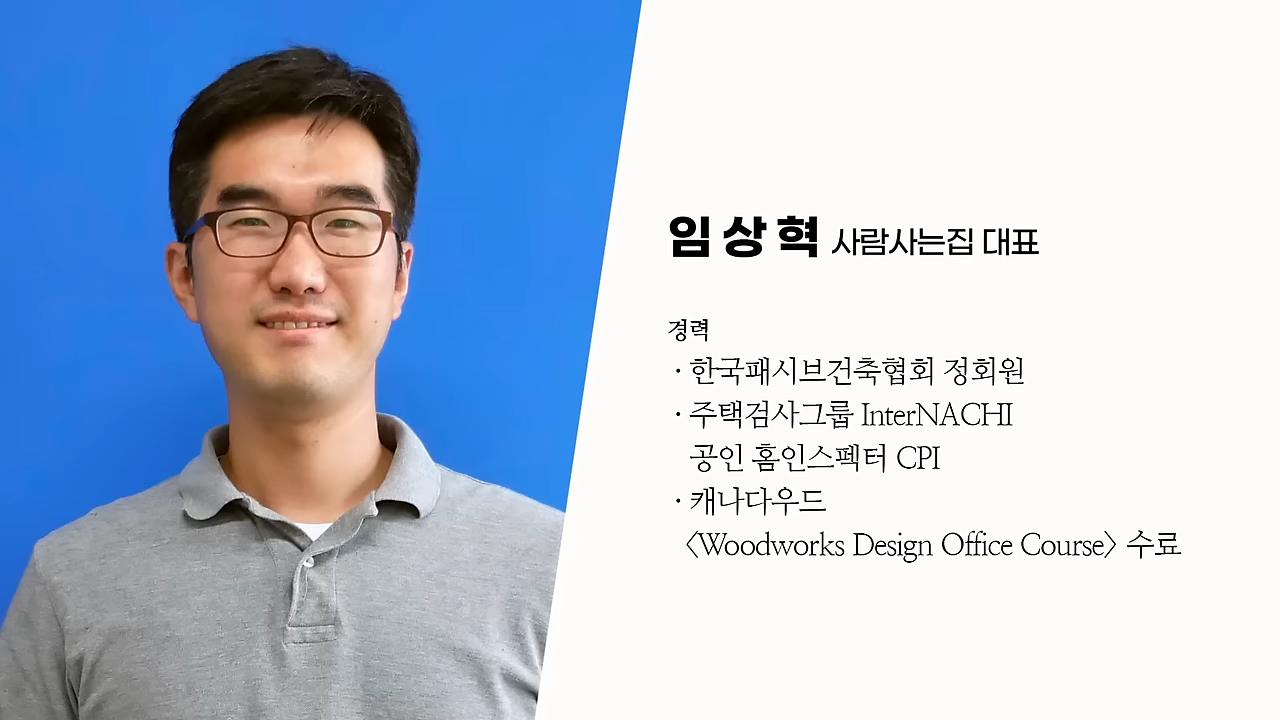 임상혁 사람사는집 대표
경력
· 한국패시브건축협회 정회원
· 주택검사그룹 InterNACHI
공인 홈인스펙터 CPI
· 캐나다우드
〈Woodworks Design Office Course〉 수료